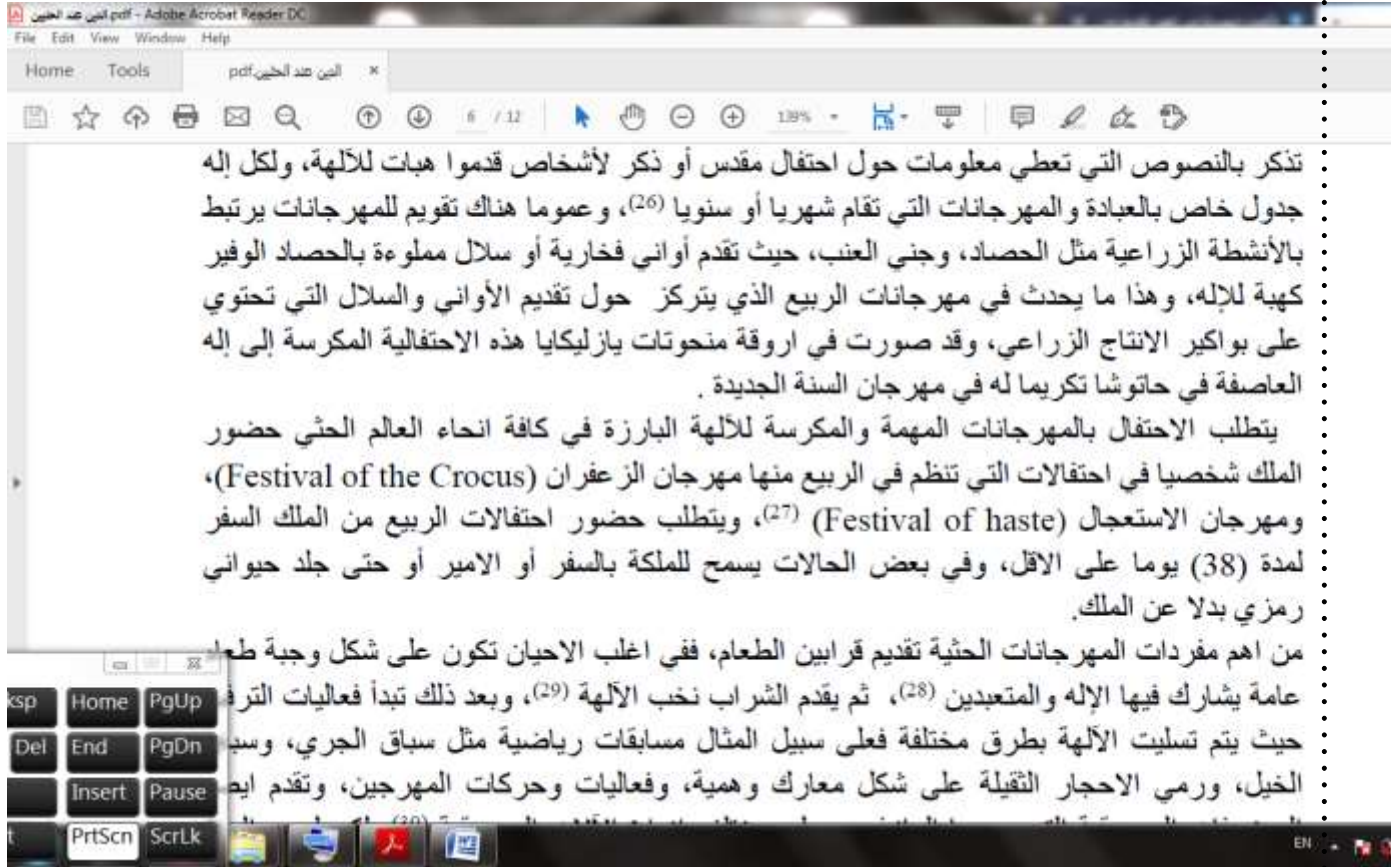 الدين عند الحثيين.pdf - Adobe Acrobat Reader DC
File Edit View Window Help
Home Tools الدين عند الحثيين.pdf ×
6 / 12 139%
تذكر بالنصوص التي تعطي معلومات حول احتفال مقدس أو ذكر لأشخاص قدموا هبات للآلهة، ولكل إله
جدول خاص بالعبادة والمهرجانات التي تقام شهريا أو سنويا (26)، وعموما هناك تقويم للمهرجانات يرتبط
بالأنشطة الزراعية مثل الحصاد، وجني العنب، حيث تقدم أواني فخارية أو سلال مملوءة بالحصاد الوفير
كهبة للإله، وهذا ما يحدث في مهرجانات الربيع الذي يتركز حول تقديم الأواني والسلال التي تحتوي
على بواكير الانتاج الزراعي، وقد صورت في اروقة منحوتات يازليكايا هذه الاحتفالية المكرسة إلى إله
العاصفة في حاتوشا تكريما له في مهرجان السنة الجديدة .
يتطلب الاحتفال بالمهرجانات المهمة والمكرسة للألهة البارزة في كافة انحاء العالم الحثي حضور
الملك شخصيا في احتفالات التي تنظم في الربيع منها مهرجان الزعفران (Festival of the Crocus)،
ومهرجان الاستعجال (Festival of haste) (27)، ويتطلب حضور احتفالات الربيع من الملك السفر
لمدة (38) يوما على الاقل، وفي بعض الحالات يسمح للملكة بالسفر أو الامير أو حتى جلد حيواني
رمزي بدلا عن الملك.
من اهم مفردات المهرجانات الحثية تقديم قرابين الطعام، ففي اغلب الاحيان تكون على شكل وجبة
عامة يشارك فيها الإله والمتعبدين (28)، ثم يقدم الشراب نخب الآلهة (29)، وبعد ذلك تبدأ فعاليات
حيث يتم تسليت الآلهة بطرق مختلفة فعلى سبيل المثال مسابقات رياضية مثل سباق الجري،
الخيل، ورمي الاحجار الثقيلة على شكل معارك وهمية، وفعاليات وحركات المهرجين، وتقدم
Home PgUp
Del End PgDn
Insert Pause
PrtScn ScrLk
EN